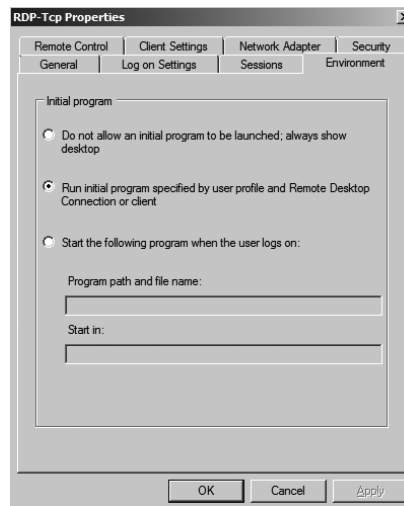 RDP-Tcp Properties
Remote Control
Client Settings
Network Adapter
Security
General
Log on Settings
Sessions
Environment
Initial program
Do not allow an initial program to be launched; always show
desktop
Run initial program specified by user profile and Remote Desktop
Connection or client
Start the following program when the user logs on:
Program path and file name:
Start in:
OK
Cancel
Apply